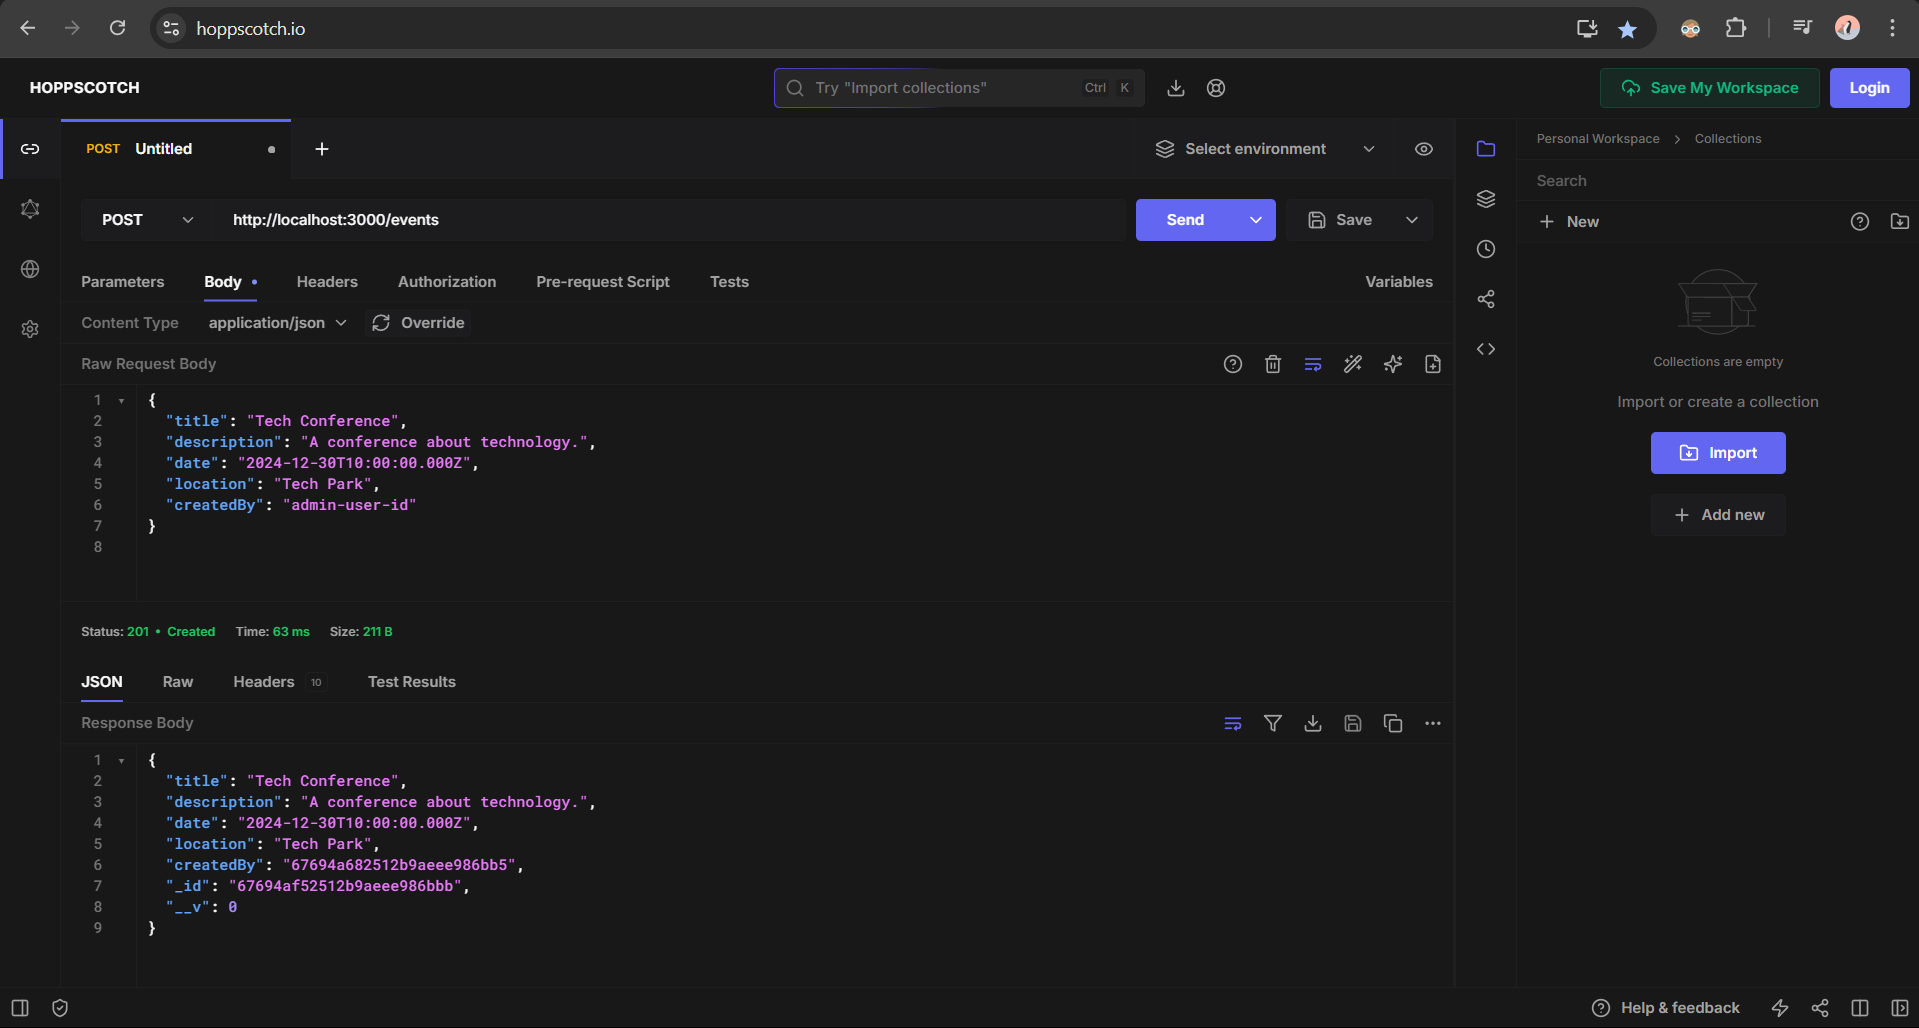 hoppscotch.io
HOPPSCOTCH
Try "Import collections"
Ctrl K
Save My Workspace
Login
POST Untitled
Select environment
Personal Workspace
Collections
POST
http://localhost:3000/events
Send
Save
Search
New
Parameters
Body
Headers
Authorization
Pre-request Script
Tests
Variables
Content Type
application/json
Override
Raw Request Body
1 {
2 "title": "Tech Conference",
3 "description": "A conference about technology.",
4 "date": "2024-12-30T10:00:00.000Z",
5 "location": "Tech Park",
6 "createdBy": "admin-user-id"
7 }
8
Collections are empty
Import or create a collection
Import
Add new
Status: 201 • Created
Time: 63 ms
Size: 211 B
JSON
Raw
Headers 10
Test Results
Response Body
1 {
2 "title": "Tech Conference",
3 "description": "A conference about technology.",
4 "date": "2024-12-30T10:00:00.000Z",
5 "location": "Tech Park",
6 "createdBy": "67694a682512b9aeee986bb5",
7 "_id": "67694af52512b9aeee986bbb",
8 "__v": 0
9 }
Help & feedback